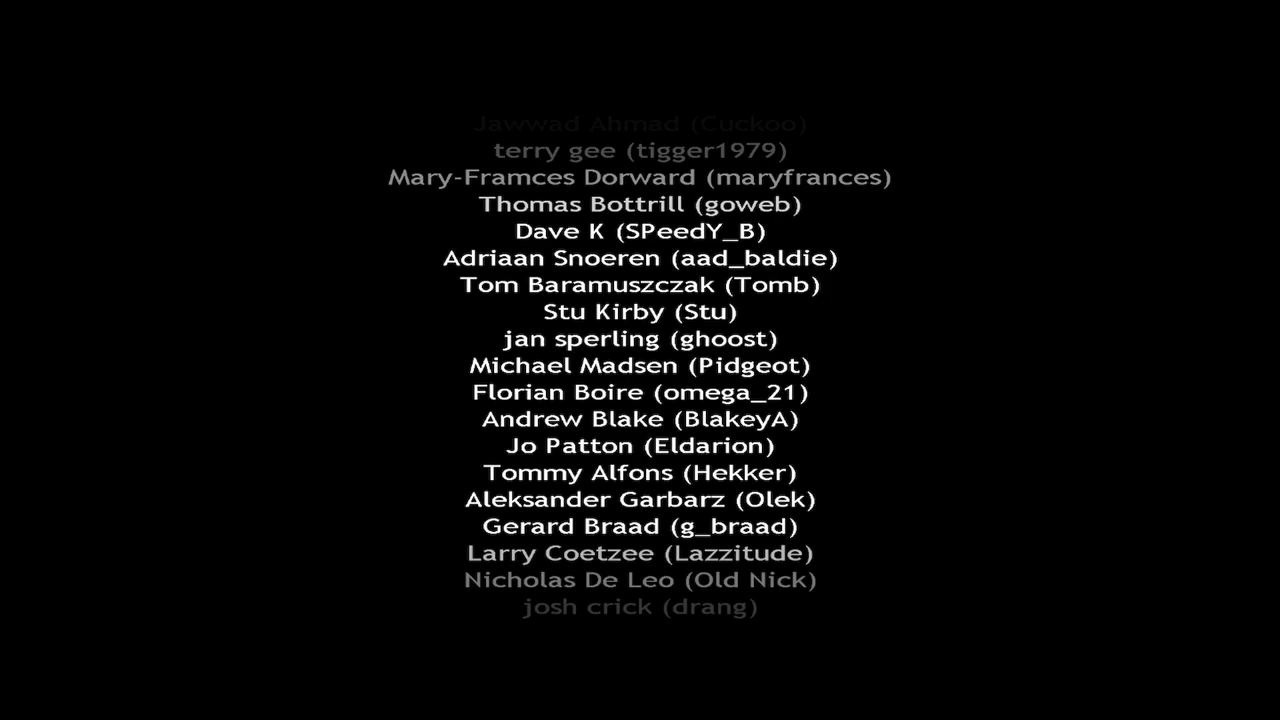 Jawwad Ahmad (Cuckoo)
terry gee (tigger1979)
Mary-Framces Dorward (maryfrances)
Thomas Bottrill (goweb)
Dave K (SPeedY_B)
Adriaan Snoeren (aad_baldie)
Tom Baramuszczak (Tomb)
Stu Kirby (Stu)
jan sperling (ghoost)
Michael Madsen (Pidgeot)
Florian Boire (omega_21)
Andrew Blake (BlakeyA)
Jo Patton (Eldarion)
Tommy Alfons (Hekker)
Aleksander Garbarz (Olek)
Gerard Braad (g_braad)
Larry Coetzee (Lazzitude)
Nicholas De Leo (Old Nick)
josh crick (drang)